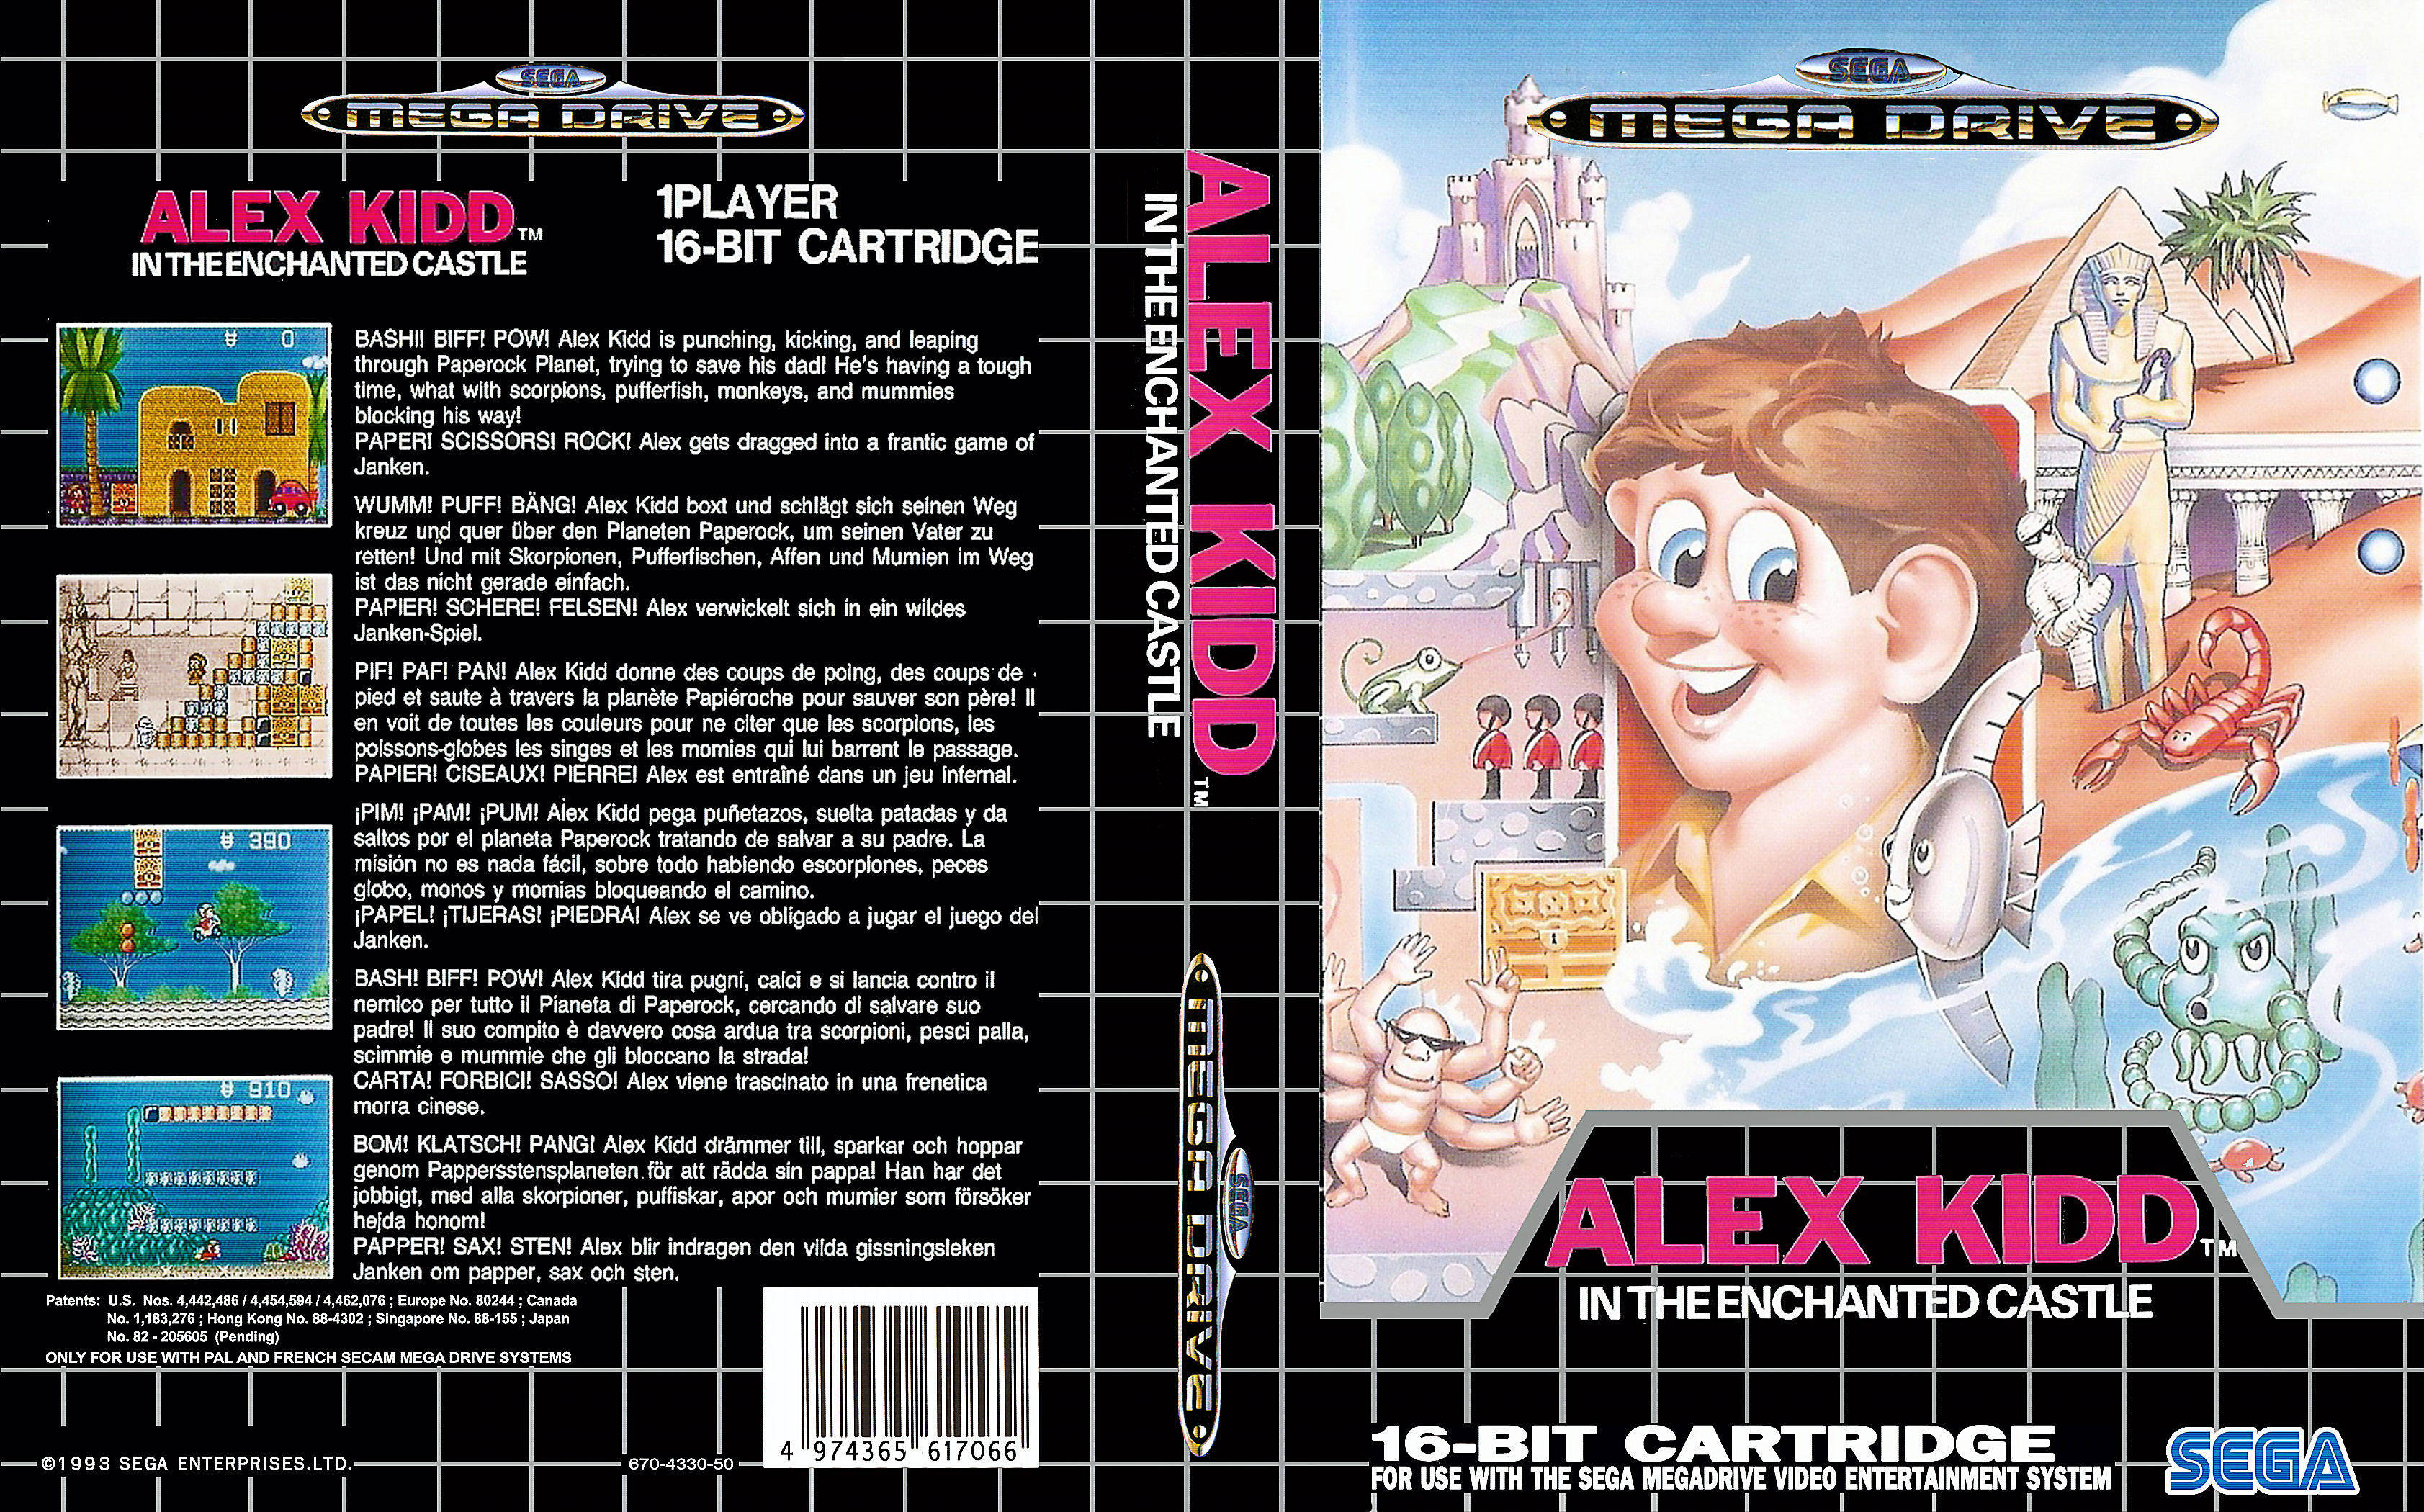 SEGA
MEGA DRIVE
ALEX KIDD™
IN THE ENCHANTED CASTLE
1PLAYER
16-BIT CARTRIDGE
0
390
910
BASH!! BIFF! POW! Alex Kidd is punching, kicking, and leaping
through Paperock Planet, trying to save his dad! He's having a tough
time, what with scorpions, pufferfish, monkeys, and mummies
blocking his way!
PAPER! SCISSORS! ROCK! Alex gets dragged into a frantic game of
Janken.
WUMM! PUFF! BÄNG! Alex Kidd boxt und schlägt sich seinen Weg
kreuz und quer über den Planeten Paperock, um seinen Vater zu
retten! Und mit Skorpionen, Pufferfischen, Affen und Mumien im Weg
ist das nicht gerade einfach.
PAPIER! SCHERE! FELSEN! Alex verwickelt sich in ein wildes
Janken-Spiel.
PIF! PAF! PAN! Alex Kidd donne des coups de poing, des coups de
pied et saute à travers la planète Papiéroche pour sauver son père! Il
en voit de toutes les couleurs pour ne citer que les scorpions, les
poissons-globes les singes et les momies qui lui barrent le passage.
PAPIER! CISEAUX! PIERRE! Alex est entraîné dans un jeu infernal.
¡PIM! ¡PAM! ¡PUM! Alex Kidd pega puñetazos, suelta patadas y da
saltos por el planeta Paperock tratando de salvar a su padre. La
misión no es nada fácil, sobre todo habiendo escorpiones, peces
globo, monos y momias bloqueando el camino.
¡PAPEL! ¡TIJERAS! ¡PIEDRA! Alex se ve obligado a jugar el juego del
Janken.
BASH! BIFF! POW! Alex Kidd tira pugni, calci e si lancia contro il
nemico per tutto il Pianeta di Paperock, cercando di salvare suo
padre! Il suo compito è davvero cosa ardua tra scorpioni, pesci palla,
scimmie e mummie che gli bloccano la strada!
CARTA! FORBICI! SASSO! Alex viene trascinato in una frenetica
morra cinese.
BOM! KLATSCH! PANG! Alex Kidd drämmer till, sparkar och hoppar
genom Pappersstensplaneten för att rädda sin pappa! Han har det
jobbigt, med alla skorpioner, puffiskar, apor och mumier som försöker
hejda honom!
PAPPER! SAX! STEN! Alex blir indragen den vilda gissningsleken
Janken om papper, sax och sten.
Patents: U.S. Nos. 4,442,486 / 4,454,594 / 4,462,076 ; Europe No. 80244 ; Canada
No. 1,183,276 ; Hong Kong No. 88-4302 ; Singapore No. 88-155 ; Japan
No. 82 - 205605 (Pending)
ONLY FOR USE WITH PAL AND FRENCH SECAM MEGA DRIVE SYSTEMS
©1993 SEGA ENTERPRISES.LTD.
670-4330-50
4 974365 617066
ALEX KIDD™
IN THE ENCHANTED CASTLE
SEGA
MEGA DRIVE
SEGA
MEGA DRIVE
ALEX KIDD™
IN THE ENCHANTED CASTLE
16-BIT CARTRIDGE
FOR USE WITH THE SEGA MEGADRIVE VIDEO ENTERTAINMENT SYSTEM
SEGA